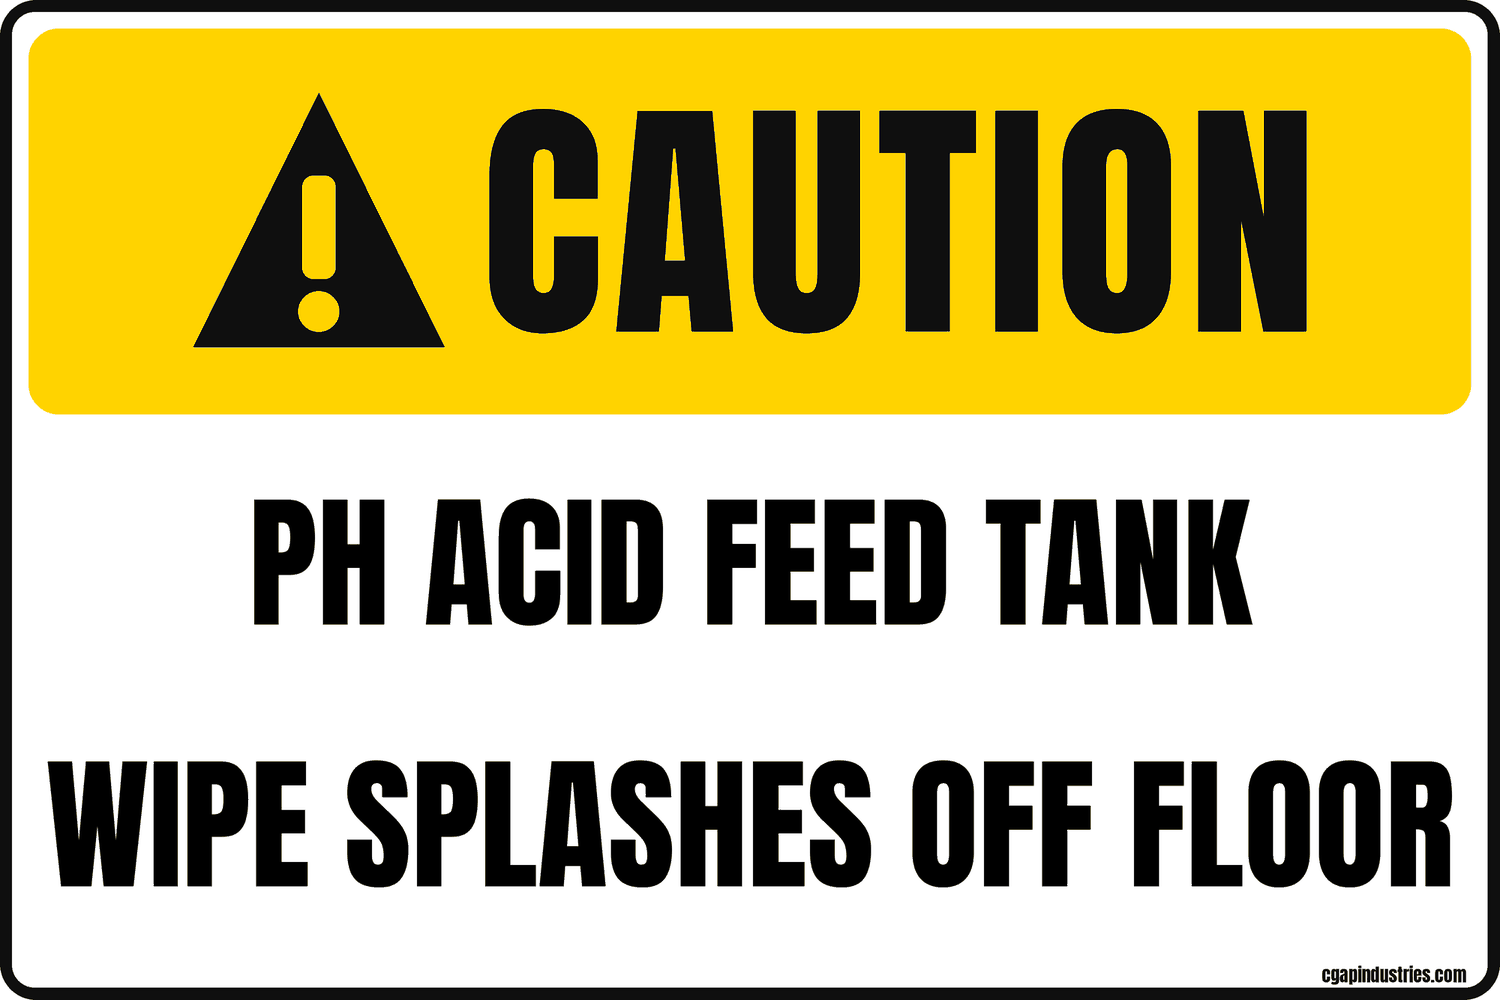 CAUTION
PH ACID FEED TANK
WIPE SPLASHES OFF FLOOR
cgapindustries.com